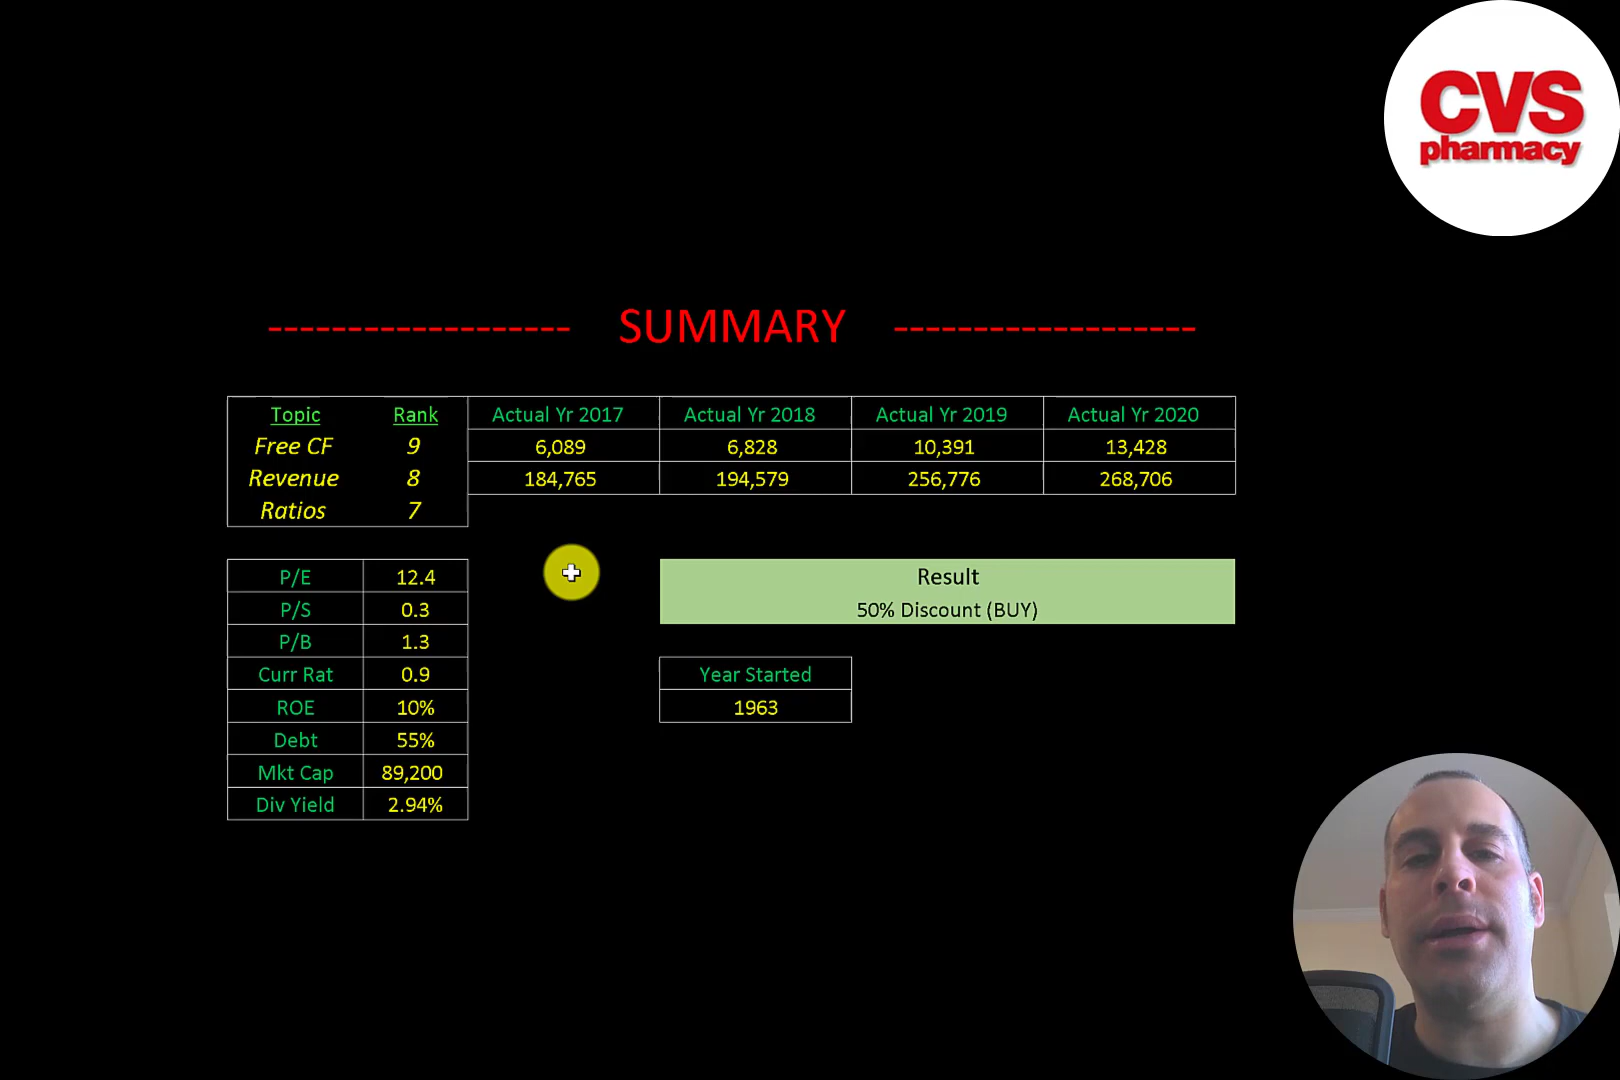 CVS
pharmacy
------------------- SUMMARY -------------------
Topic Rank Actual Yr 2017 Actual Yr 2018 Actual Yr 2019 Actual Yr 2020
Free CF 9 6,089 6,828 10,391 13,428
Revenue 8 184,765 194,579 256,776 268,706
Ratios 7
P/E 12.4
P/S 0.3
P/B 1.3
Curr Rat 0.9
ROE 10%
Debt 55%
Mkt Cap 89,200
Div Yield 2.94%
Result
50% Discount (BUY)
Year Started
1963